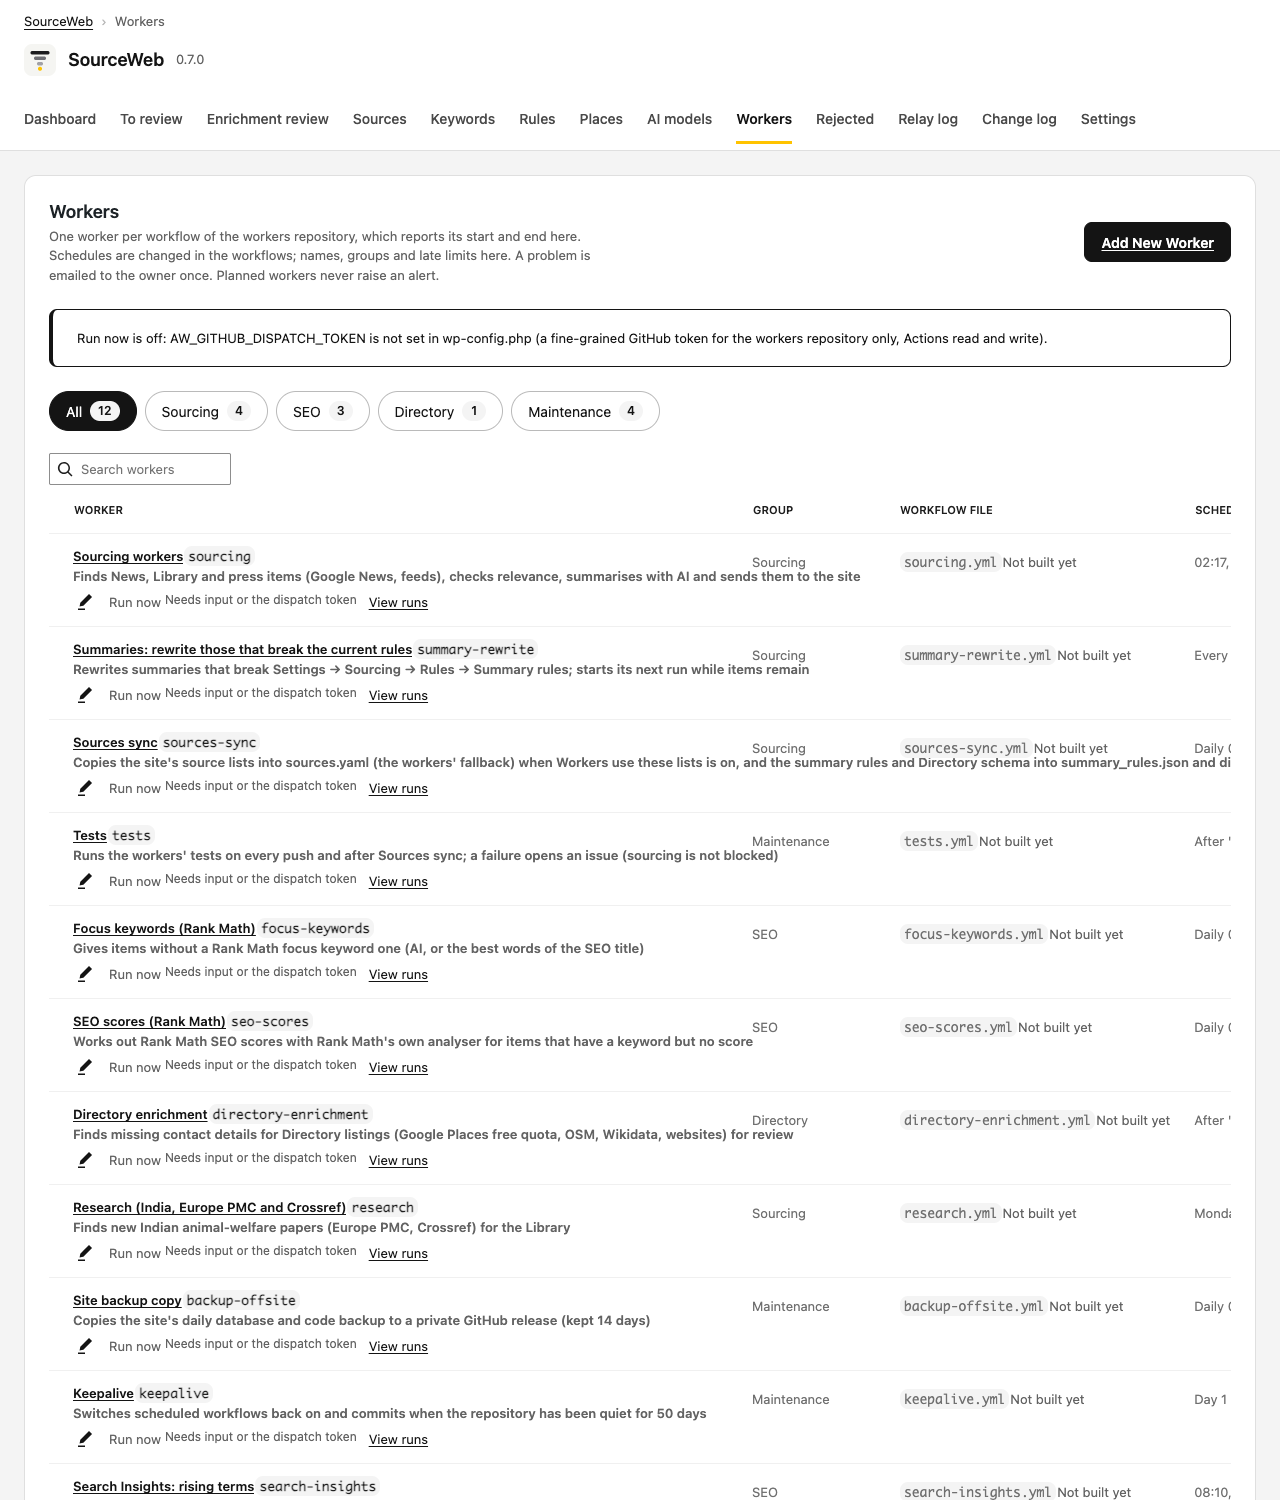 SourceWeb › Workers
SourceWeb 0.7.0
Dashboard To review Enrichment review Sources Keywords Rules Places AI models Workers Rejected Relay log Change log Settings
Workers
One worker per workflow of the workers repository, which reports its start and end here.
Schedules are changed in the workflows; names, groups and late limits here. A problem is
emailed to the owner once. Planned workers never raise an alert.
Add New Worker
Run now is off: AW_GITHUB_DISPATCH_TOKEN is not set in wp-config.php (a fine-grained GitHub token for the workers repository only, Actions read and write).
All 12 Sourcing 4 SEO 3 Directory 1 Maintenance 4
Search workers
WORKER GROUP WORKFLOW FILE SCHED
Sourcing workers sourcing
Sourcing sourcing.yml Not built yet 02:17,
Finds News, Library and press items (Google News, feeds), checks relevance, summarises with AI and sends them to the site
Run now Needs input or the dispatch token View runs
Summaries: rewrite those that break the current rules summary-rewrite
Sourcing summary-rewrite.yml Not built yet Every
Rewrites summaries that break Settings → Sourcing → Rules → Summary rules; starts its next run while items remain
Run now Needs input or the dispatch token View runs
Sources sync sources-sync
Sourcing sources-sync.yml Not built yet Daily
Copies the site's source lists into sources.yaml (the workers' fallback) when Workers use these lists is on, and the summary rules and Directory schema into summary_rules.json and di
Run now Needs input or the dispatch token View runs
Tests tests
Maintenance tests.yml Not built yet After '
Runs the workers' tests on every push and after Sources sync; a failure opens an issue (sourcing is not blocked)
Run now Needs input or the dispatch token View runs
Focus keywords (Rank Math) focus-keywords
SEO focus-keywords.yml Not built yet Daily
Gives items without a Rank Math focus keyword one (AI, or the best words of the SEO title)
Run now Needs input or the dispatch token View runs
SEO scores (Rank Math) seo-scores
SEO seo-scores.yml Not built yet Daily
Works out Rank Math SEO scores with Rank Math's own analyser for items that have a keyword but no score
Run now Needs input or the dispatch token View runs
Directory enrichment directory-enrichment
Directory directory-enrichment.yml Not built yet After '
Finds missing contact details for Directory listings (Google Places free quota, OSM, Wikidata, websites) for review
Run now Needs input or the dispatch token View runs
Research (India, Europe PMC and Crossref) research
Sourcing research.yml Not built yet Monda
Finds new Indian animal-welfare papers (Europe PMC, Crossref) for the Library
Run now Needs input or the dispatch token View runs
Site backup copy backup-offsite
Maintenance backup-offsite.yml Not built yet Daily
Copies the site's daily database and code backup to a private GitHub release (kept 14 days)
Run now Needs input or the dispatch token View runs
Keepalive keepalive
Maintenance keepalive.yml Not built yet Day 1
Switches scheduled workflows back on and commits when the repository has been quiet for 50 days
Run now Needs input or the dispatch token View runs
Search Insights: rising terms search-insights
SEO search-insights.yml Not built yet 08:10,